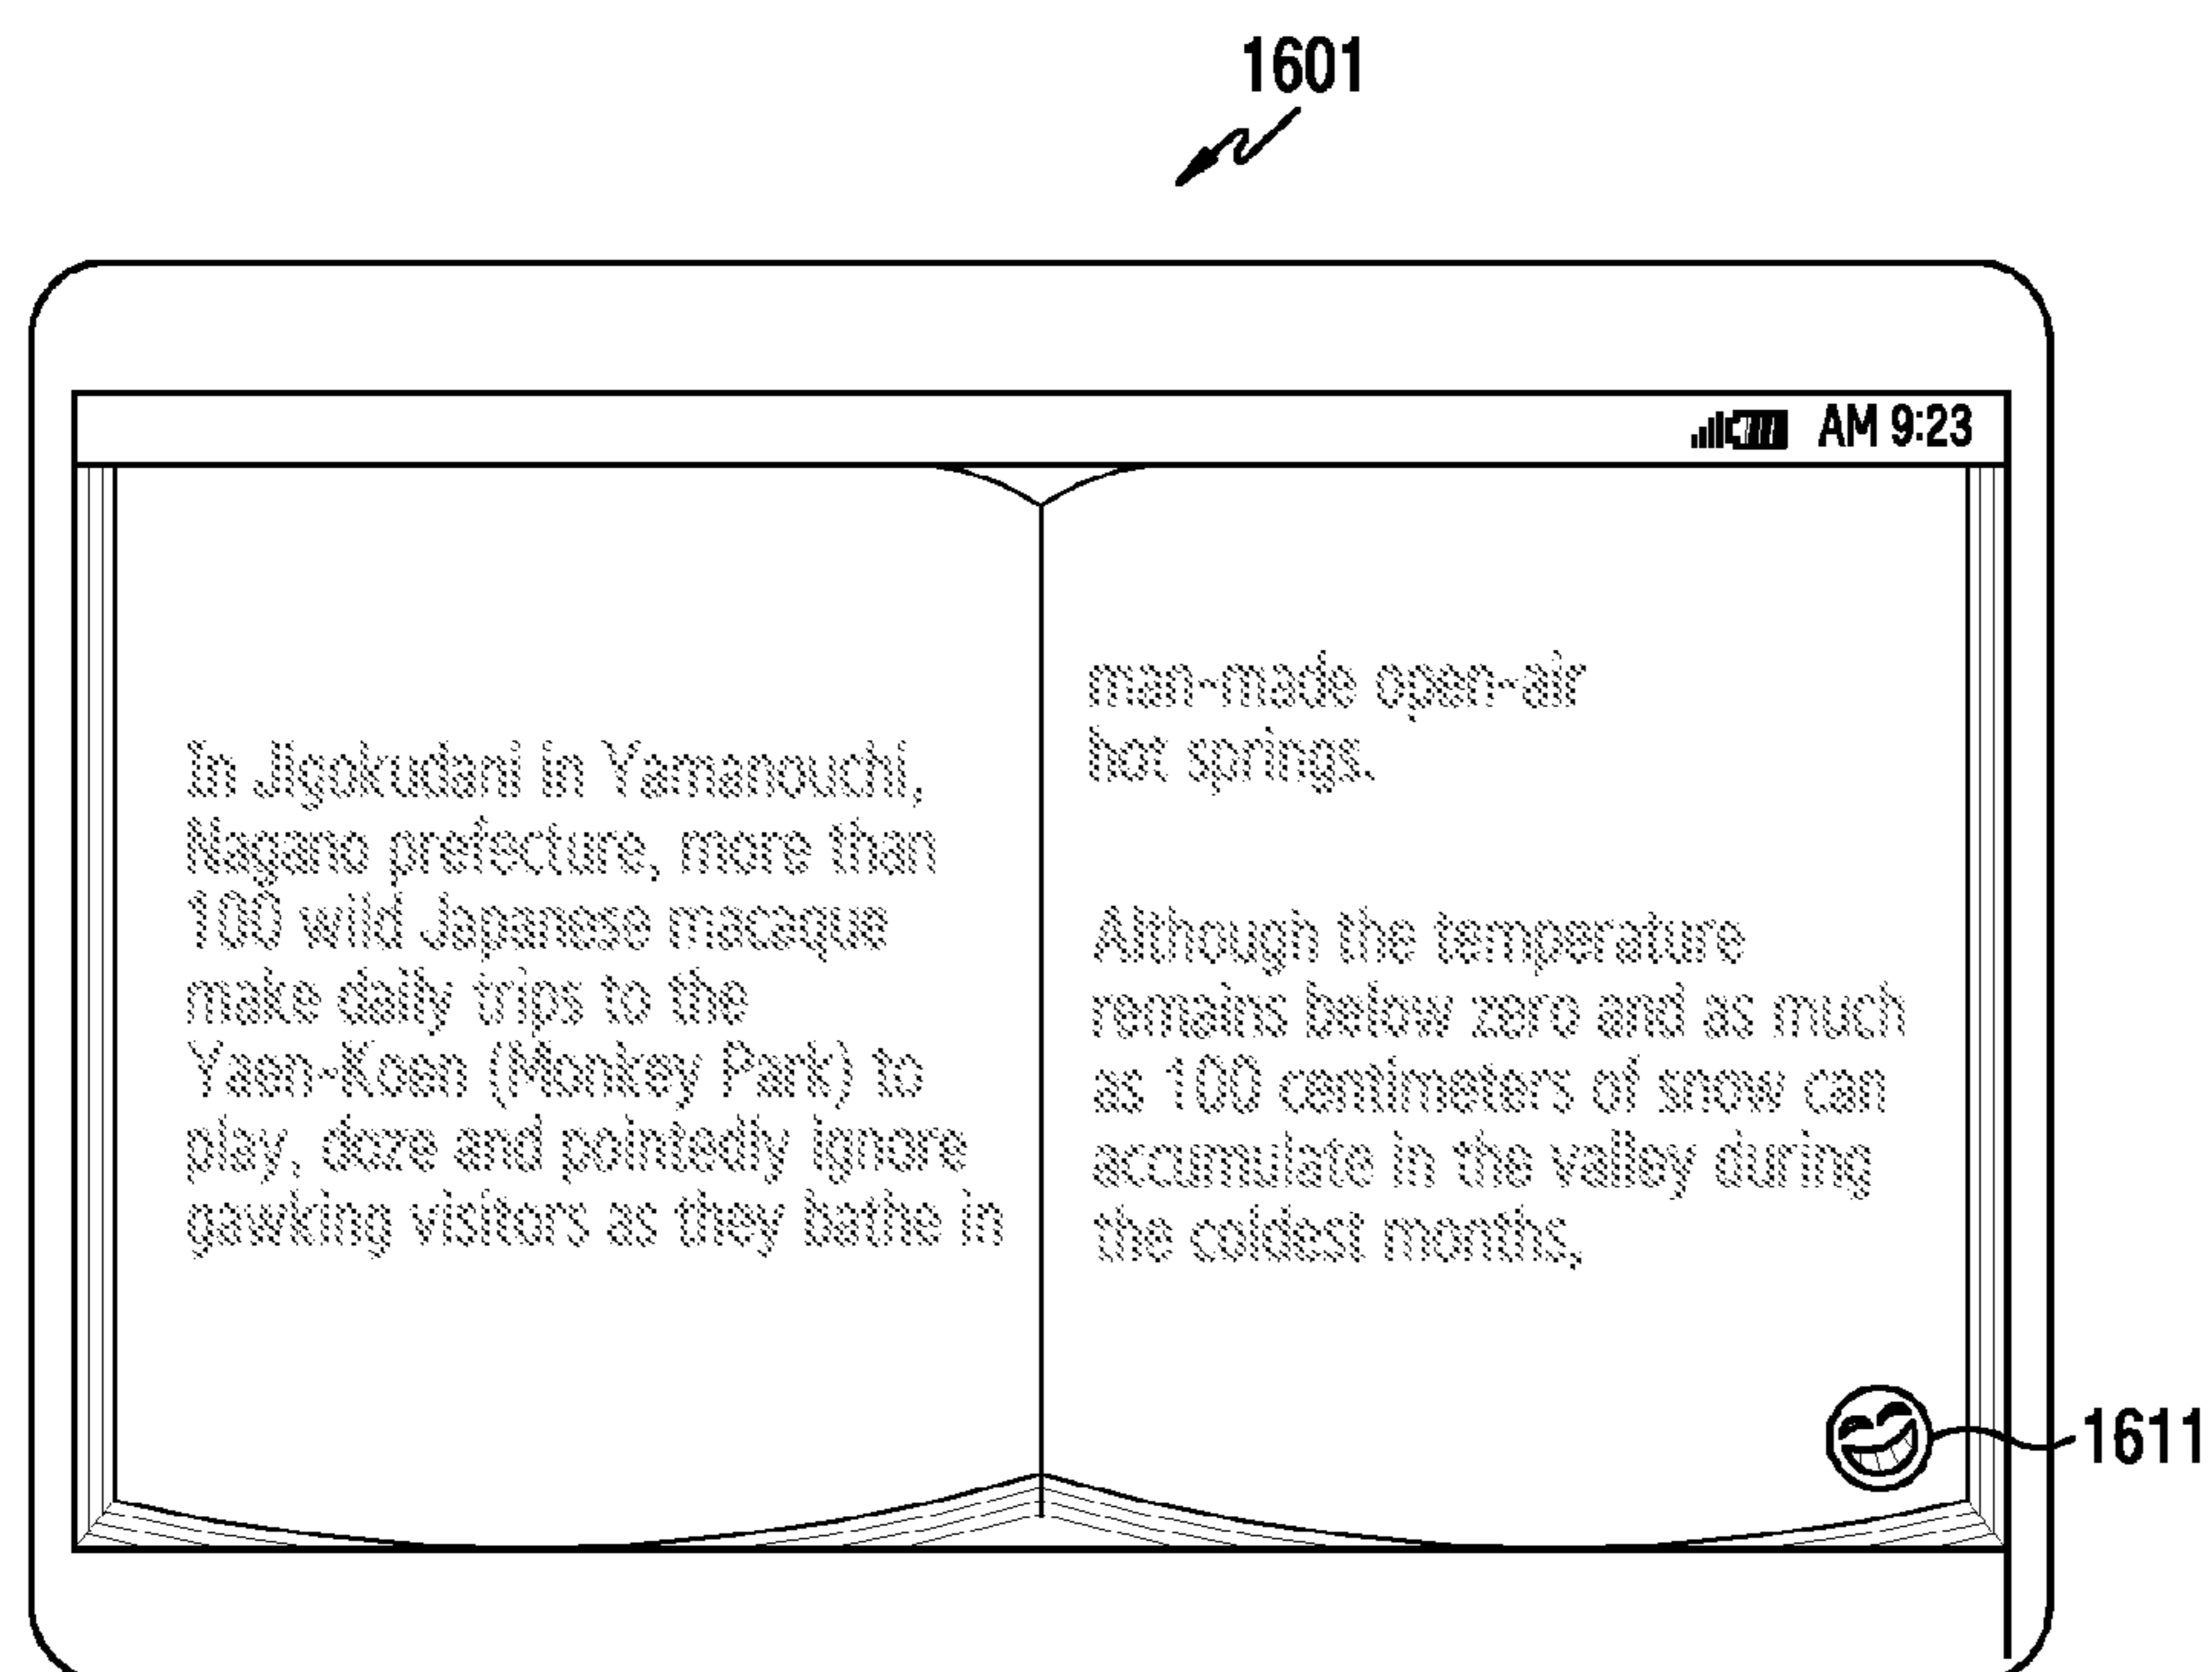 1601
AM 9:23
In Jigokudani in Yamanouchi,
Nagano prefecture, more than
100 wild Japanese macaque
make daily trips to the
Yaen-Koen (Monkey Park) to
play, doze and pointedly ignore
gawking visitors as they bathe in
man-made open-air
hot springs.
Although the temperature
remains below zero and as much
as 100 centimeters of snow can
accumulate in the valley during
the coldest months,
1611